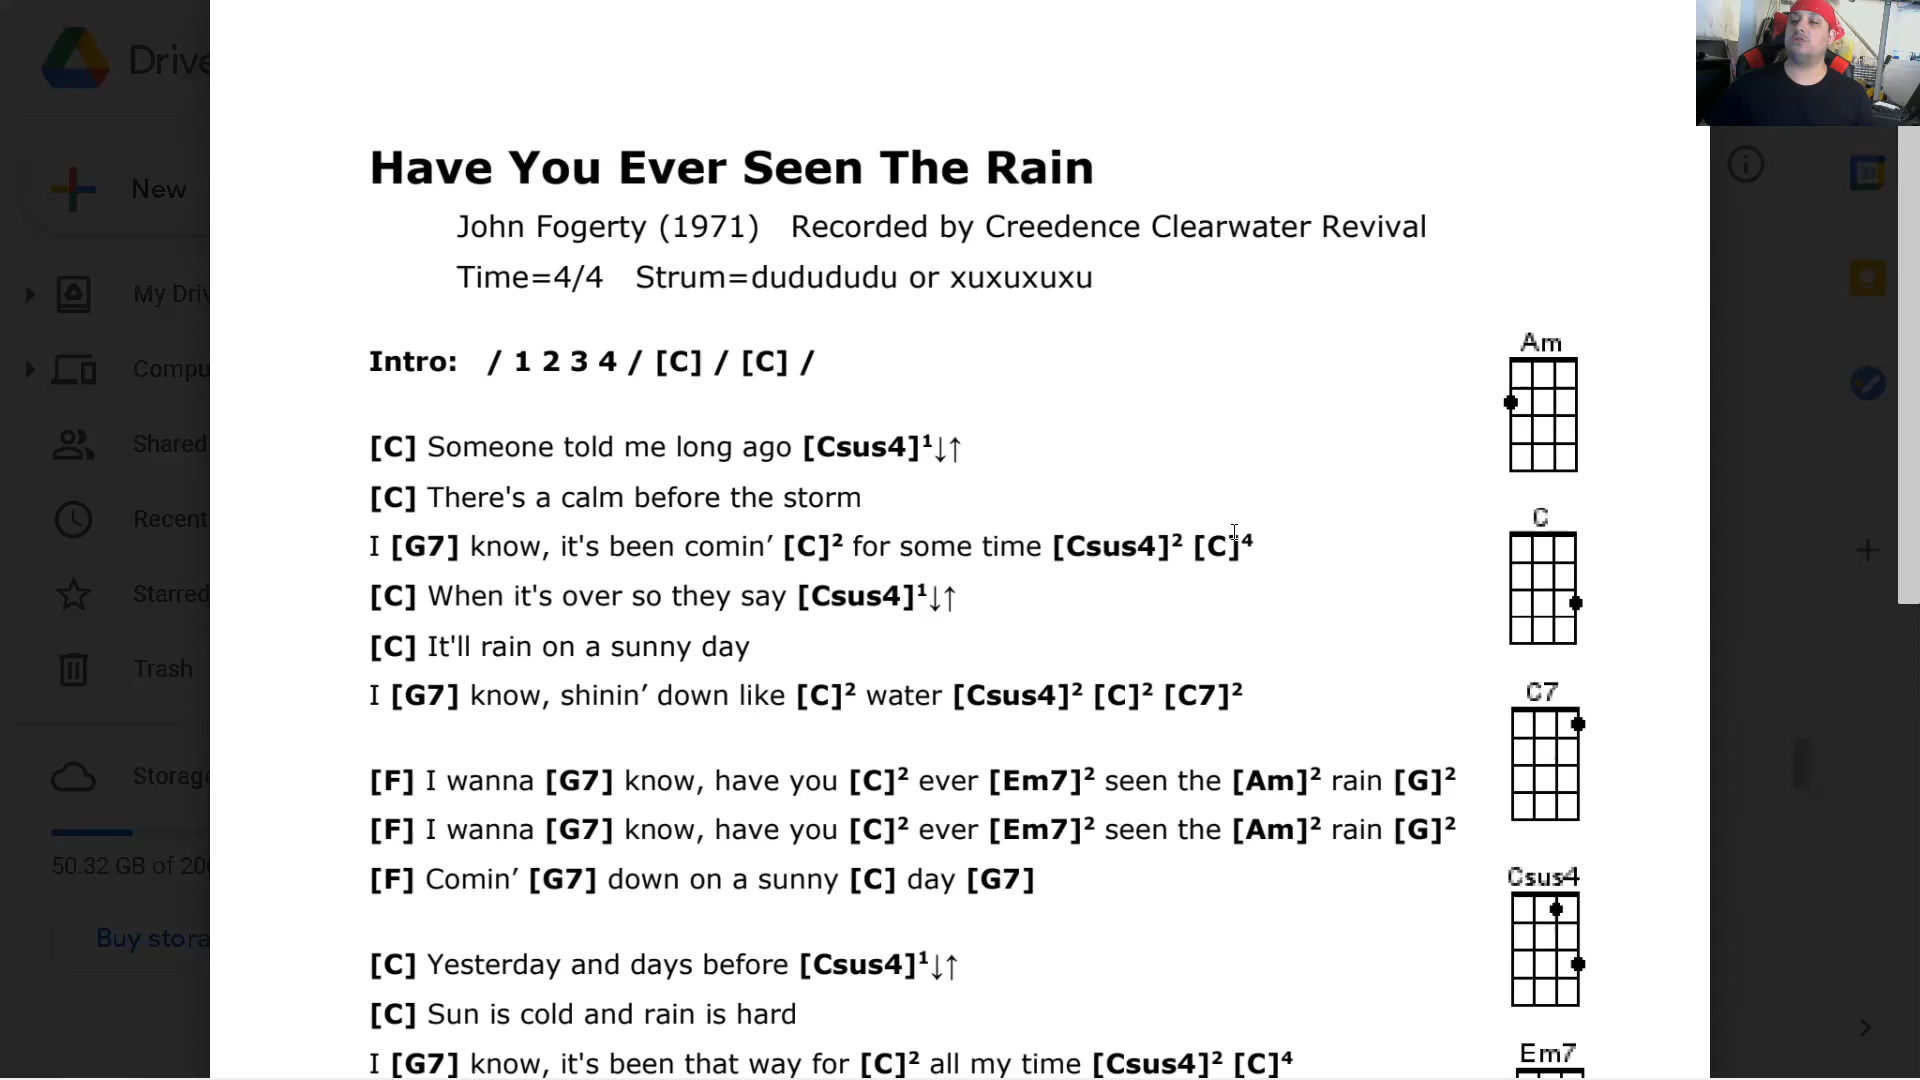 Drive
New
My Driv
Compu
Shared
Recent
Starred
Trash
Storage
50.32 GB of 20
Buy stora
Have You Ever Seen The Rain
John Fogerty (1971) Recorded by Creedence Clearwater Revival
Time=4/4 Strum=dudududu or xuxuxuxu
Intro: / 1 2 3 4 / [C] / [C] /
[C] Someone told me long ago [Csus4]¹↓↑
[C] There's a calm before the storm
I [G7] know, it's been comin’ [C]² for some time [Csus4]² [C]⁴
[C] When it's over so they say [Csus4]¹↓↑
[C] It'll rain on a sunny day
I [G7] know, shinin’ down like [C]² water [Csus4]² [C]² [C7]²
[F] I wanna [G7] know, have you [C]² ever [Em7]² seen the [Am]² rain [G]²
[F] I wanna [G7] know, have you [C]² ever [Em7]² seen the [Am]² rain [G]²
[F] Comin’ [G7] down on a sunny [C] day [G7]
[C] Yesterday and days before [Csus4]¹↓↑
[C] Sun is cold and rain is hard
I [G7] know, it's been that way for [C]² all my time [Csus4]² [C]⁴
Am
C
C7
Csus4
Em7
31